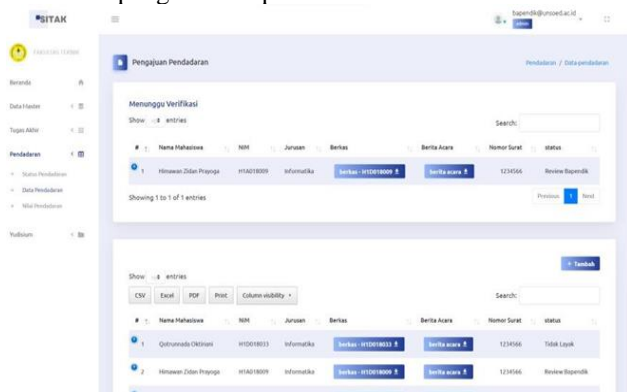 SITAK
bapendik@unsoed.ac.id
admin
FAKULTAS TEKNIK
Pengajuan Pendadaran
Pendadaran / Data pendadaran
Beranda
Data Master
Tugas Akhir
Pendadaran
Status Pendadaran
Data Pendadaran
Nilai Pendadaran
Yudisium
Menunggu Verifikasi
Show entries
Search:
# Nama Mahasiswa NIM Jurusan Berkas Berita Acara Nomor Surat status
1 Himawan Zidan Prayoga H1A018009 Informatika berkas - H1D018009 berita acara 1234566 Review Bapendik
Showing 1 to 1 of 1 entries
Previous 1 Next
+ Tambah
Show entries
CSV Excel PDF Print Column visibility
Search:
# Nama Mahasiswa NIM Jurusan Berkas Berita Acara Nomor Surat status
1 Qotrunnada Oktiriani H1D018033 Informatika berkas - H1D018033 berita acara 1234566 Tidak Layak
2 Himawan Zidan Prayoga H1A018009 Informatika berkas - H1D018009 berita acara 1234566 Review Bapendik